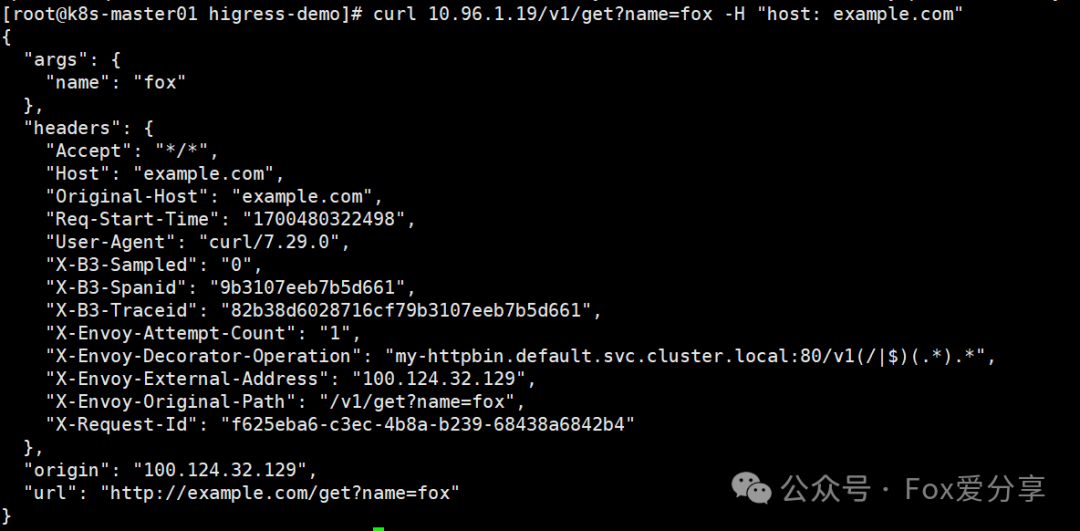 [root@k8s-master01 higress-demo]# curl 10.96.1.19/v1/get?name=fox -H "host: example.com"
{
  "args": {
    "name": "fox"
  },
  "headers": {
    "Accept": "*/*",
    "Host": "example.com",
    "Original-Host": "example.com",
    "Req-Start-Time": "1700480322498",
    "User-Agent": "curl/7.29.0",
    "X-B3-Sampled": "0",
    "X-B3-Spanid": "9b3107eeb7b5d661",
    "X-B3-Traceid": "82b38d6028716cf79b3107eeb7b5d661",
    "X-Envoy-Attempt-Count": "1",
    "X-Envoy-Decorator-Operation": "my-httpbin.default.svc.cluster.local:80/v1(/|$)(.*).*",
    "X-Envoy-External-Address": "100.124.32.129",
    "X-Envoy-Original-Path": "/v1/get?name=fox",
    "X-Request-Id": "f625eba6-c3ec-4b8a-b239-68438a6842b4"
  },
  "origin": "100.124.32.129",
  "url": "http://example.com/get?name=fox"
}
公众号 · Fox爱分享